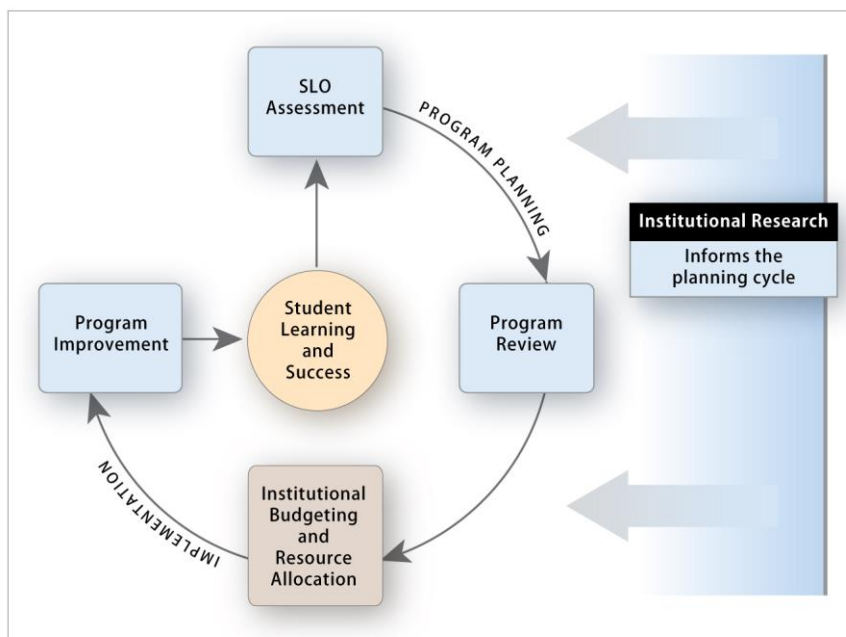 SLO
Assessment
PROGRAM PLANNING
Institutional Research
Informs the
planning cycle
Program
Improvement
Student
Learning
and
Success
Program
Review
IMPLEMENTATION
Institutional
Budgeting
and
Resource
Allocation